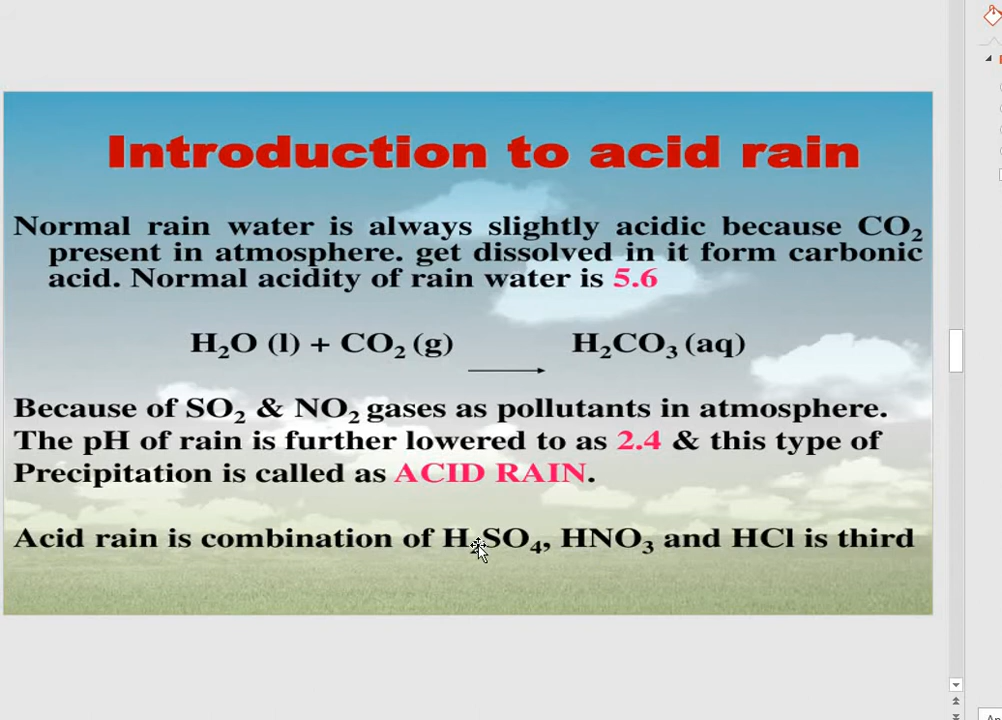 Introduction to acid rain
Normal rain water is always slightly acidic because CO₂
present in atmosphere. get dissolved in it form carbonic
acid. Normal acidity of rain water is 5.6
H₂O (l) + CO₂ (g) → H₂CO₃ (aq)
Because of SO₂ & NO₂ gases as pollutants in atmosphere.
The pH of rain is further lowered to as 2.4 & this type of
Precipitation is called as ACID RAIN.
Acid rain is combination of H₂SO₄, HNO₃ and HCl is third